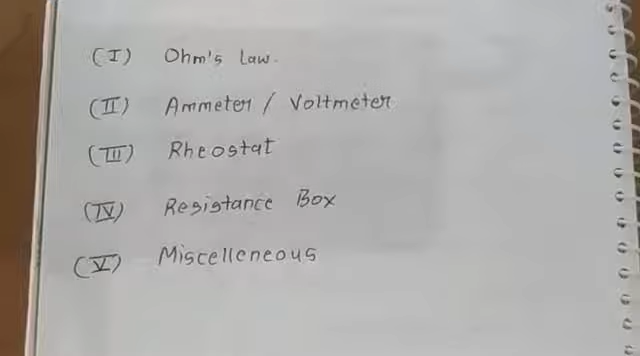 (I) Ohm's law.
(II) Ammeter / Voltmeter
(III) Rheostat
(IV) Resistance Box
(V) Miscelleneous